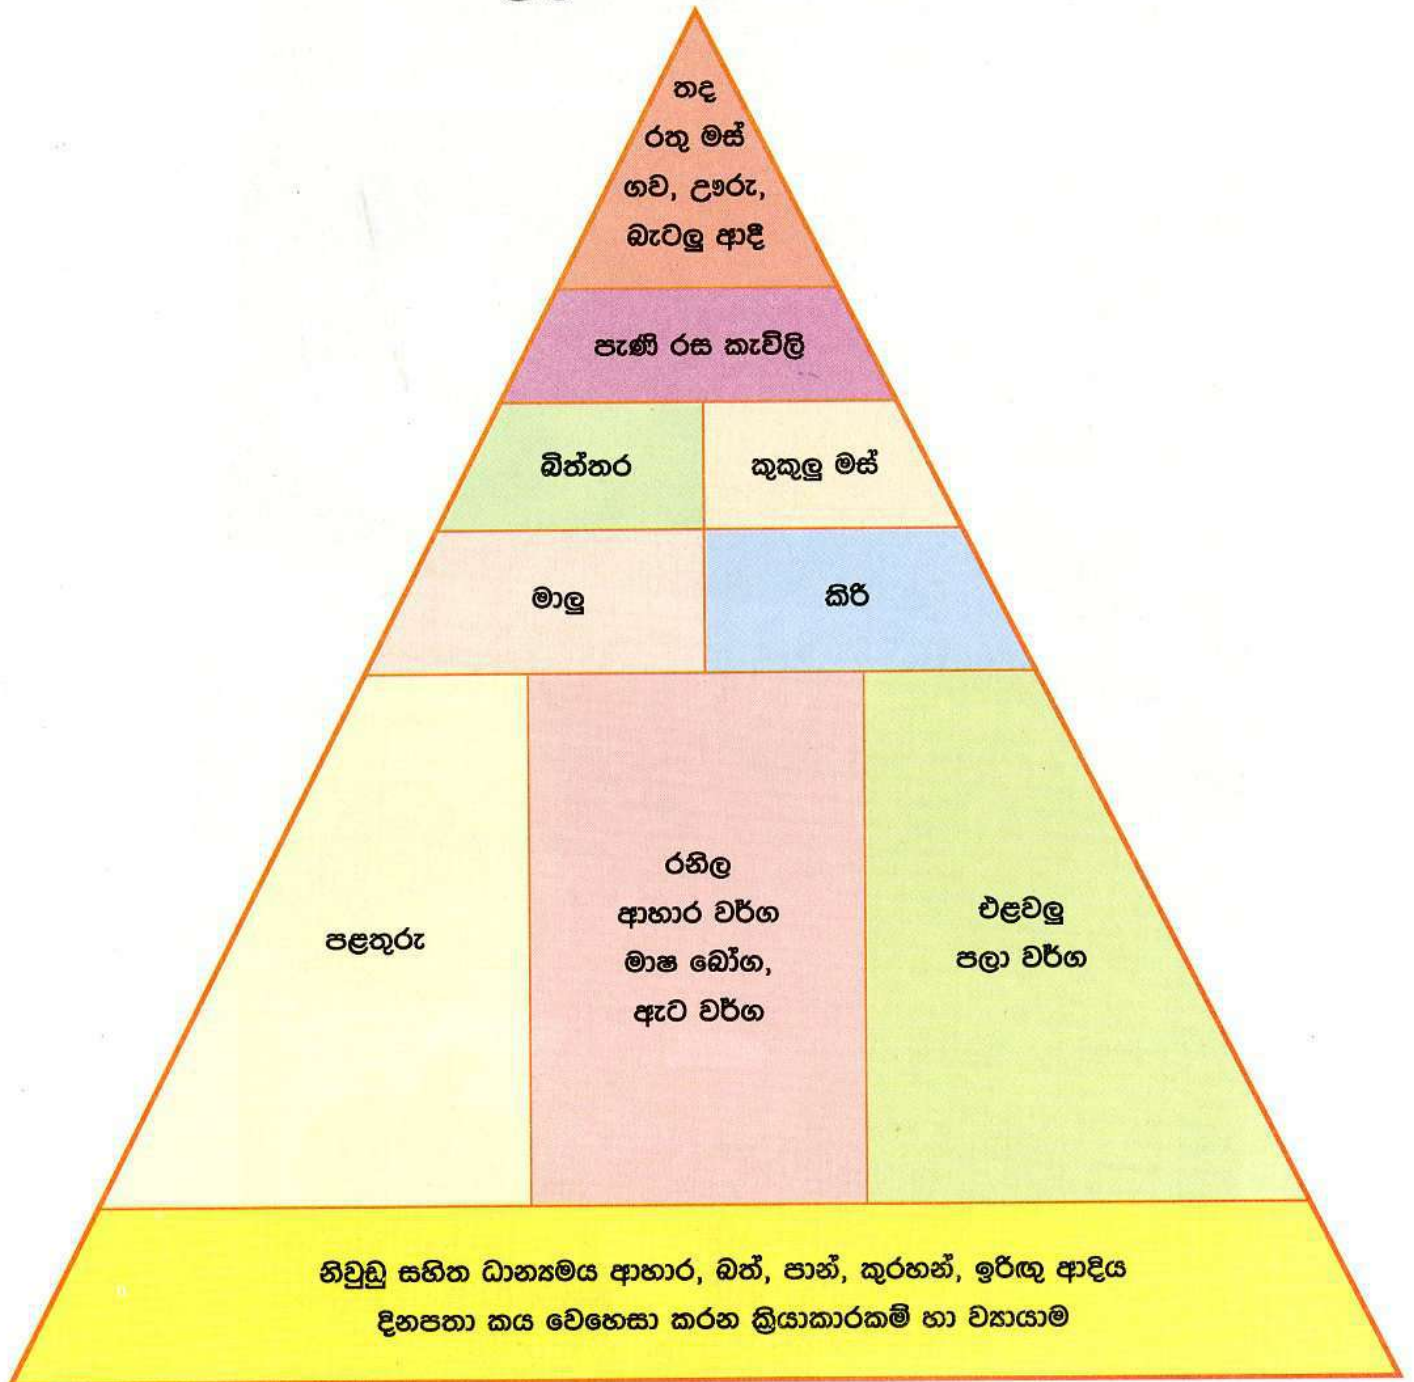 තද
රතු මස්
ගව, ඌරු,
බැටලු ආදී
පැණි රස කැවිලි
බිත්තර
කුකුලු මස්
මාලු
කිරි
පළතුරු
රනිල
ආහාර වර්ග
මාෂ බෝග,
ඇට වර්ග
එළවලු
පලා වර්ග
නිවුඩු සහිත ධාන්‍යමය ආහාර, බත්, පාන්, කුරහන්, ඉරිඟු ආදිය
දිනපතා කය වෙහෙසා කරන ක්‍රියාකාරකම් හා ව්‍යායාම